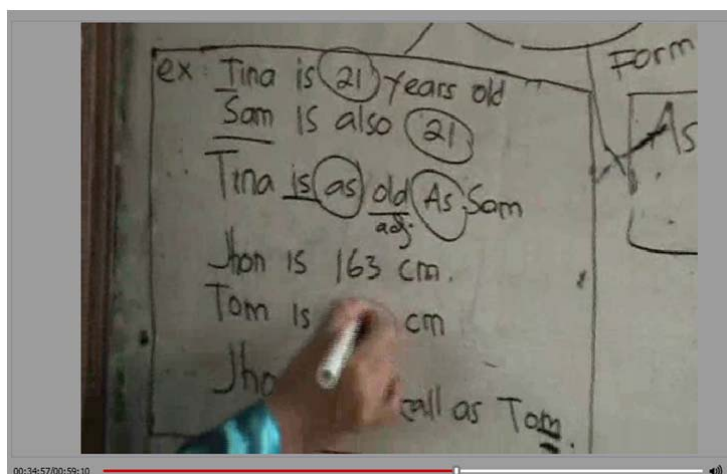 ex: Tina is 21 years old
Sam is also 21
Tina is as old As Sam
adj.
Jhon is 163 cm.
Tom is cm
as Tom.
Form
As
00:34:57/00:59:10